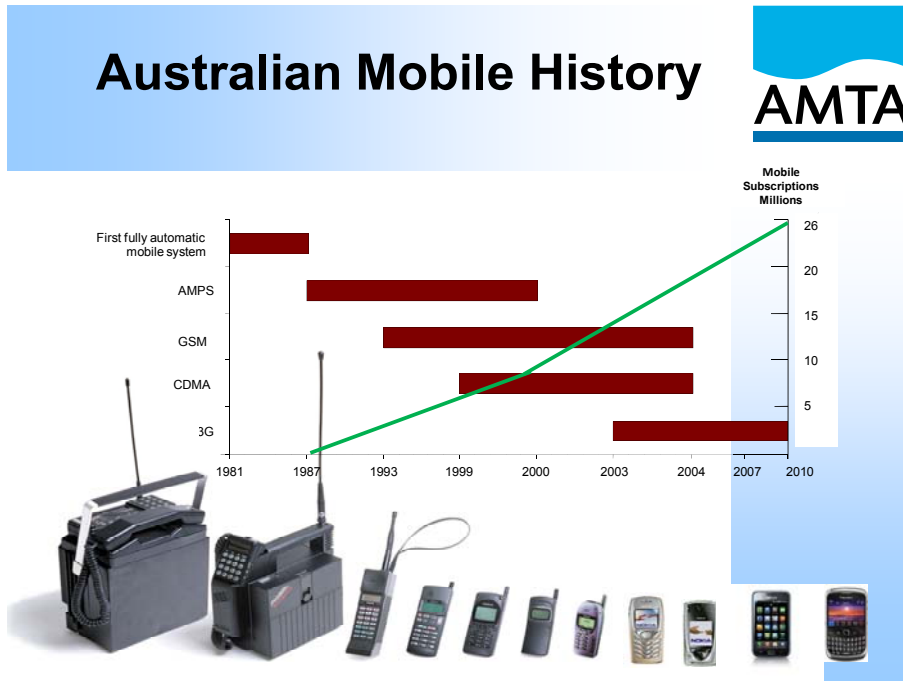 Australian Mobile History
AMTA
Mobile
Subscriptions
Millions
First fully automatic
mobile system
AMPS
GSM
CDMA
3G
26
20
15
10
5
1981 1987 1993 1999 2000 2003 2004 2007 2010
NOKIA